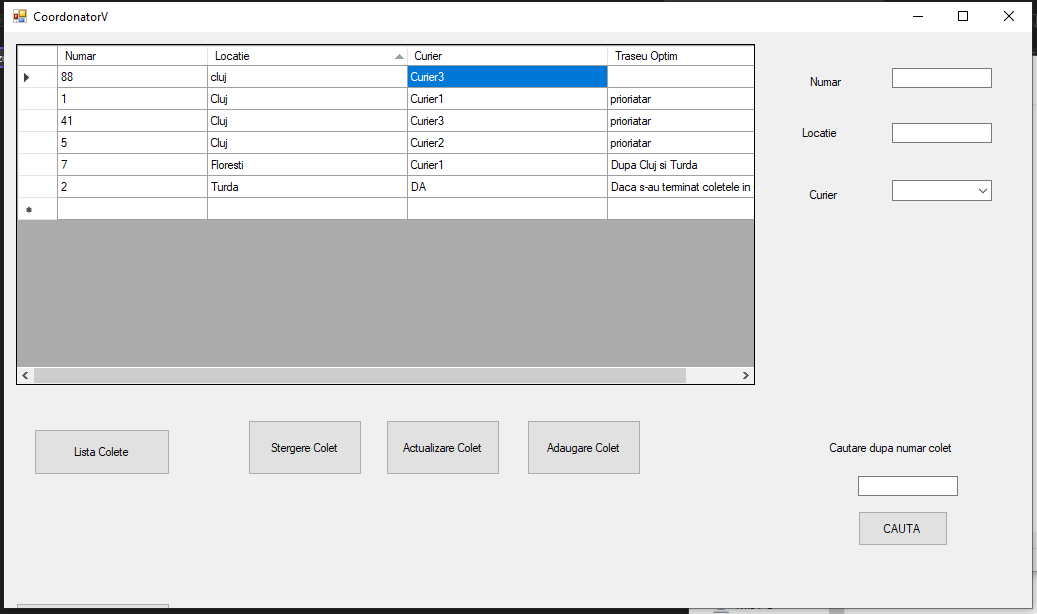 CoordonatorV
Numar Locatie Curier Traseu Optim
88 cluj Curier3
1 Cluj Curier1 prioriatar
41 Cluj Curier3 prioriatar
5 Cluj Curier2 prioriatar
7 Floresti Curier1 Dupa Cluj si Turda
2 Turda DA Daca s-au terminat coletele in
Numar
Locatie
Curier
Lista Colete
Stergere Colet
Actualizare Colet
Adaugare Colet
Cautare dupa numar colet
CAUTA